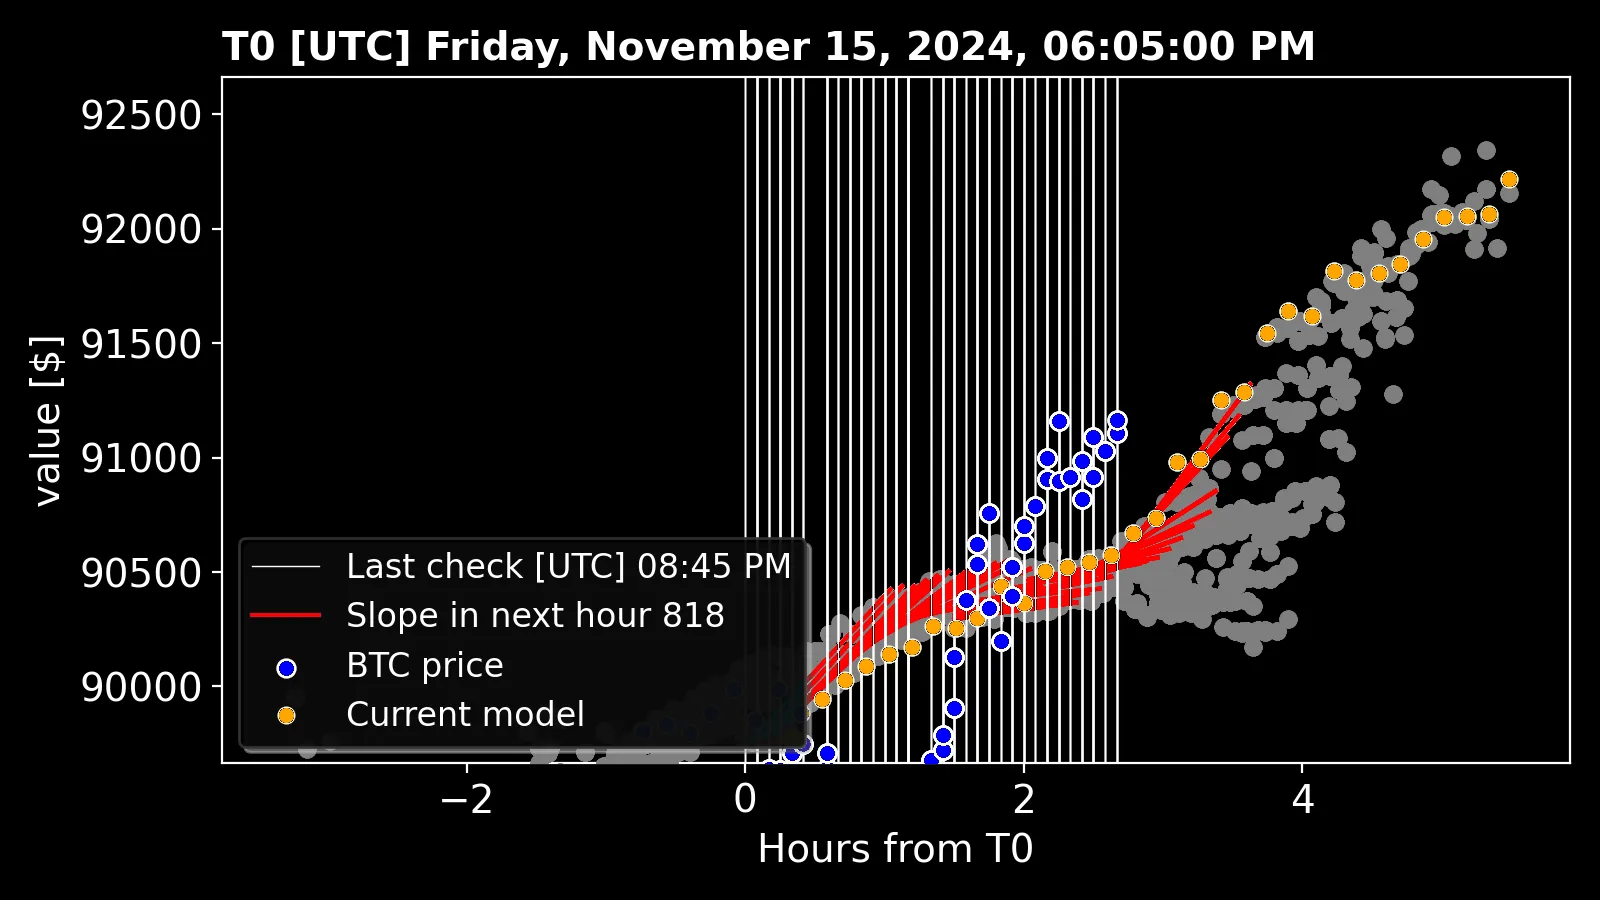 T0 [UTC] Friday, November 15, 2024, 06:05:00 PM
92500
92000
91500
91000
90500
90000
value [$]
Last check [UTC] 08:45 PM
Slope in next hour 818
BTC price
Current model
−2
0
2
4
Hours from T0